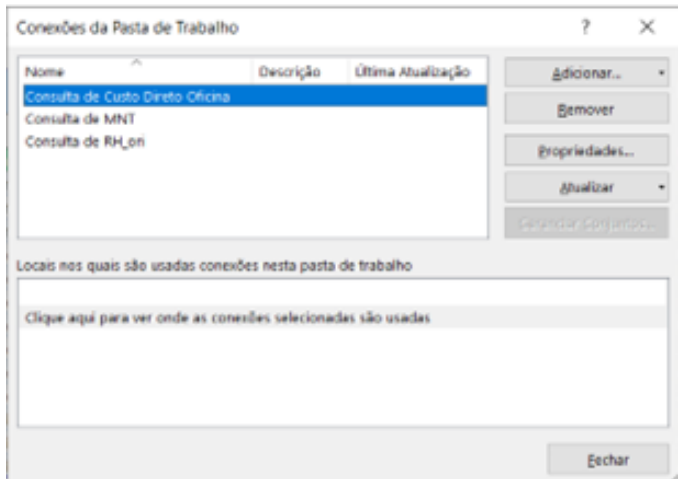 Conexões da Pasta de Trabalho
?
Nome
Descrição
Última Atualização
Consulta de Custo Direto Oficina
Consulta de MNT
Consulta de RH_ori
Adicionar...
Remover
Propriedades...
Atualizar
Gerenciar Conjuntos...
Locais nos quais são usadas conexões nesta pasta de trabalho
Clique aqui para ver onde as conexões selecionadas são usadas
Fechar